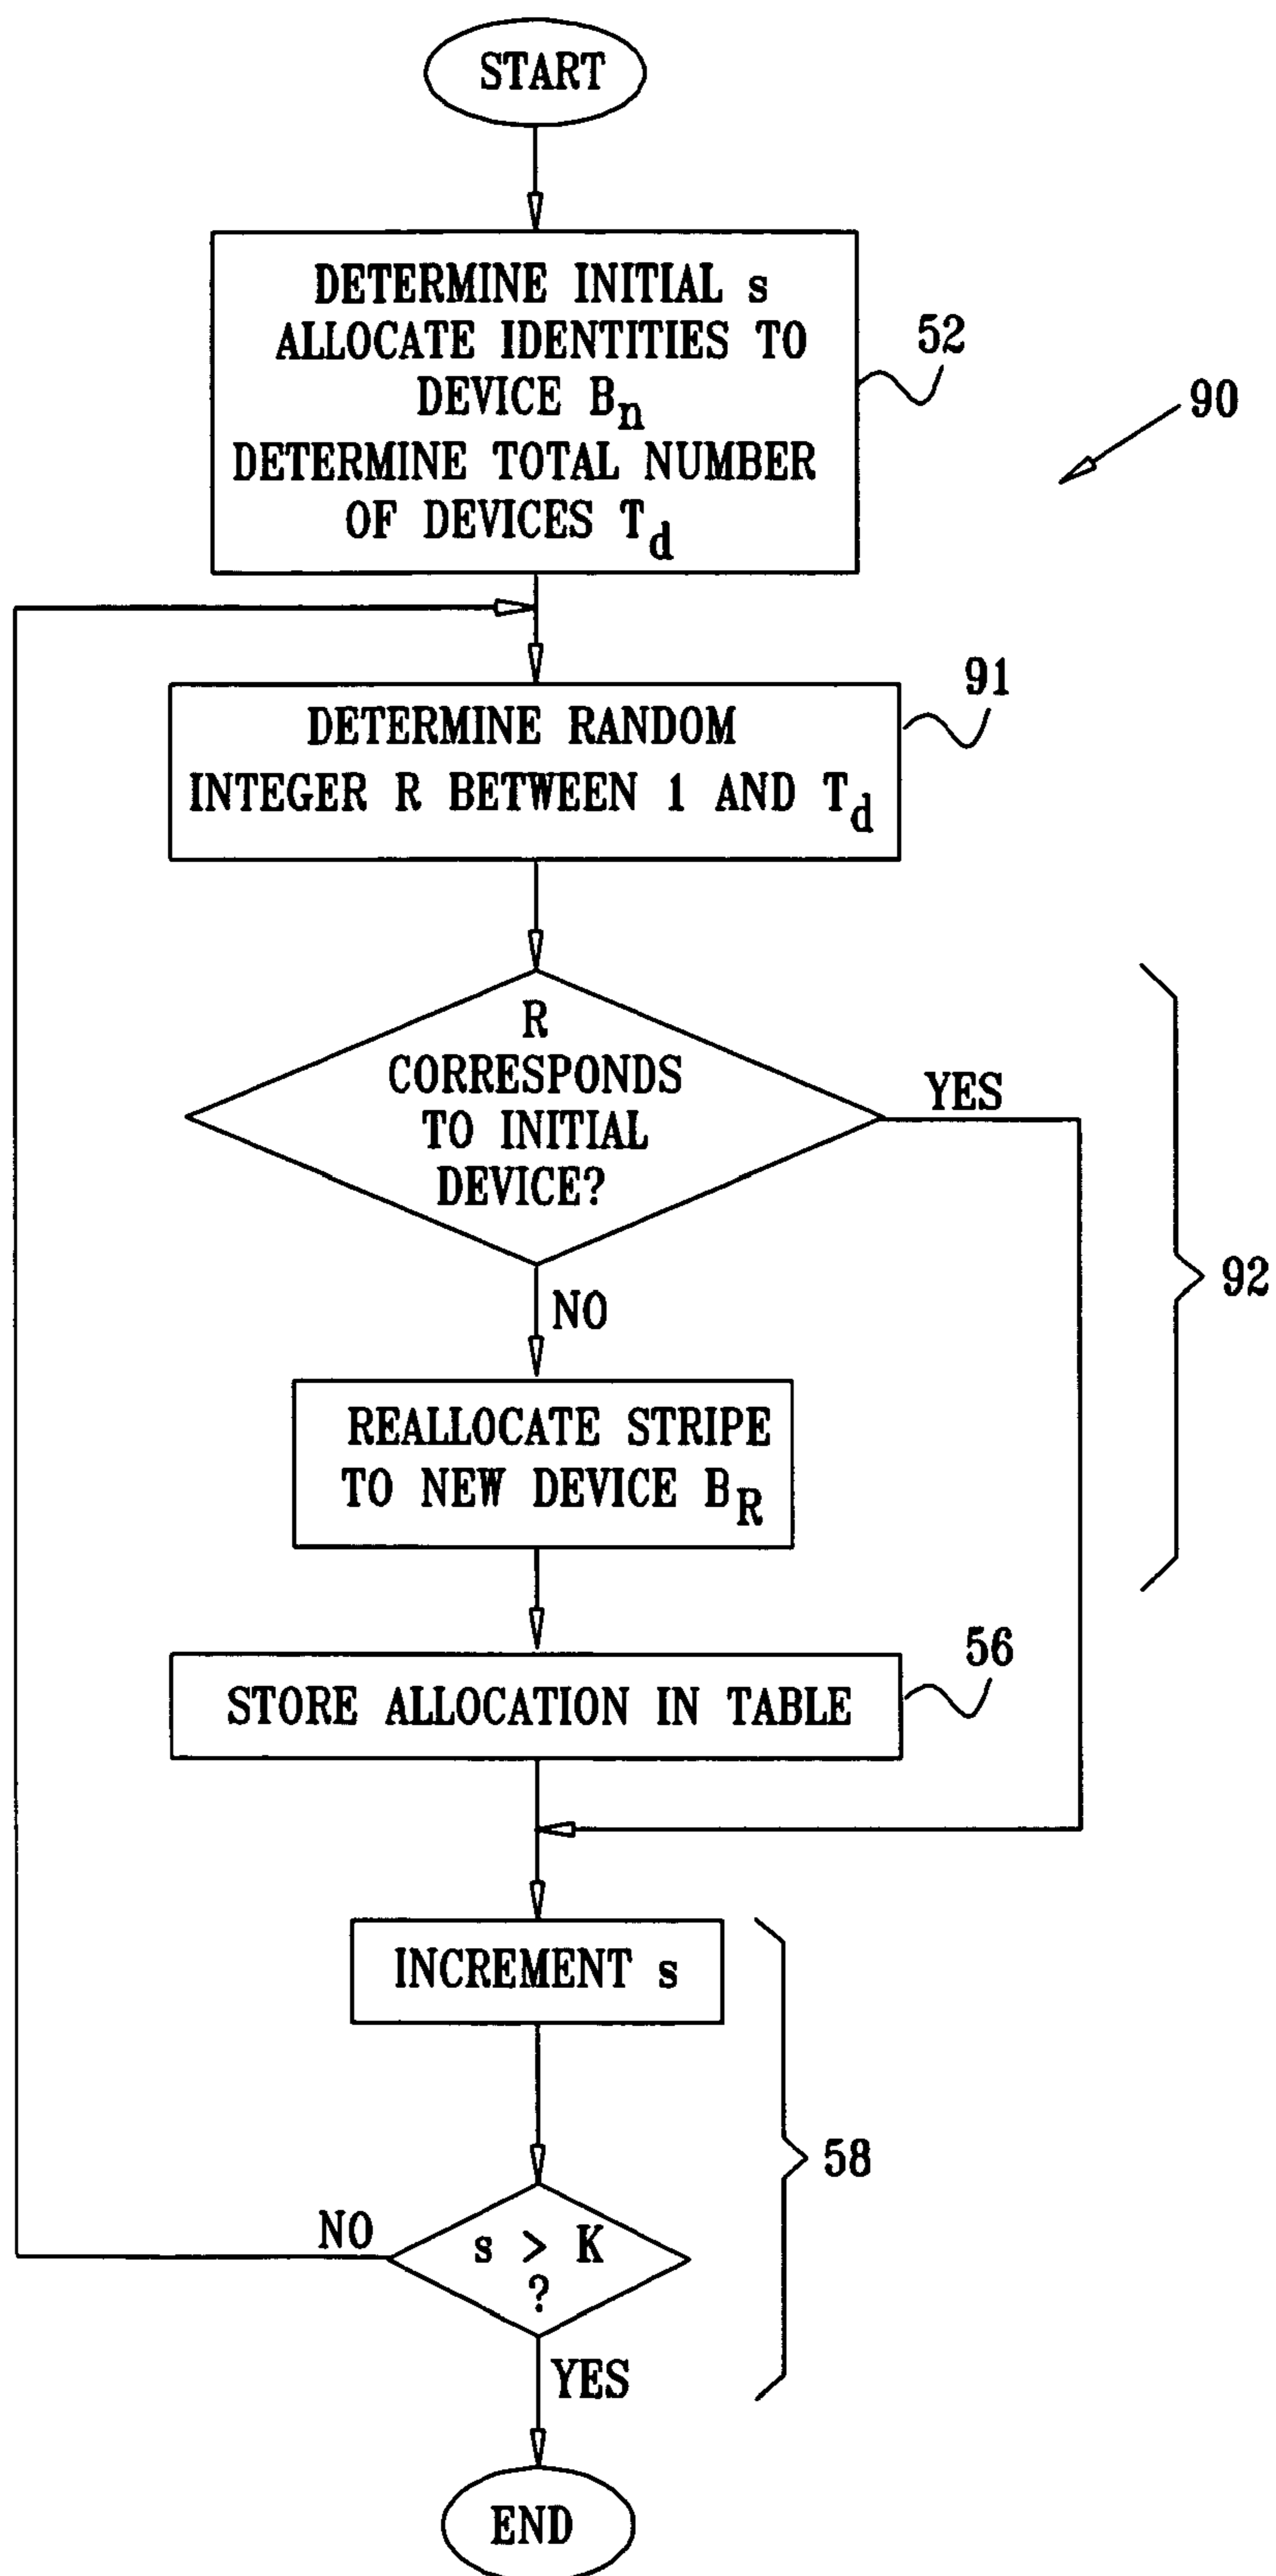 START
DETERMINE INITIAL s
ALLOCATE IDENTITIES TO
DEVICE Bn
DETERMINE TOTAL NUMBER
OF DEVICES Td
52
90
91
DETERMINE RANDOM
INTEGER R BETWEEN 1 AND Td
R
CORRESPONDS
TO INITIAL
DEVICE?
YES
92
NO
REALLOCATE STRIPE
TO NEW DEVICE BR
56
STORE ALLOCATION IN TABLE
INCREMENT s
58
NO
s > K
?
YES
END